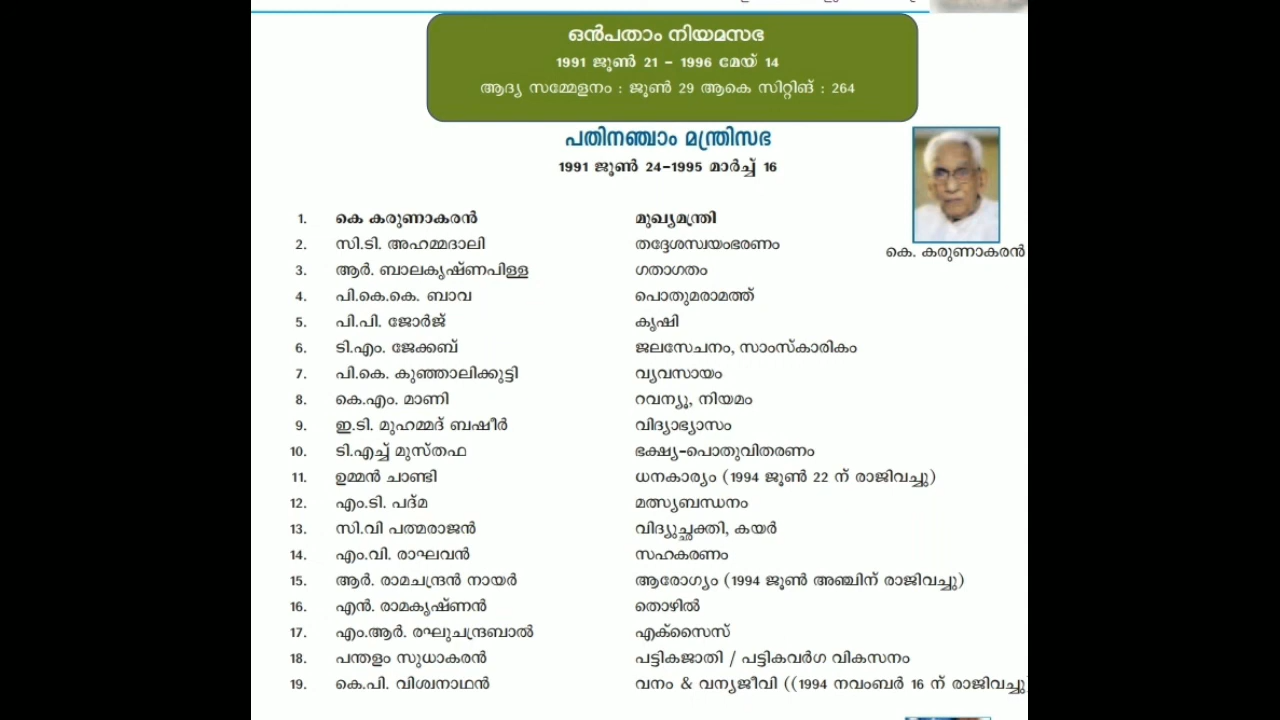 ഒൻപതാം നിയമസഭ
1991 ജൂൺ 21 - 1996 മേയ് 14
ആദ്യ സമ്മേളനം : ജൂൺ 29 ആകെ സിറ്റിങ് : 264
പതിനഞ്ചാം മന്ത്രിസഭ
1991 ജൂൺ 24-1995 മാർച്ച് 16
കെ. കരുണാകരൻ
1. കെ കരുണാകരൻ മുഖ്യമന്ത്രി
2. സി.ടി. അഹമ്മദാലി തദ്ദേശസ്വയംഭരണം
3. ആർ. ബാലകൃഷ്ണപിള്ള ഗതാഗതം
4. പി.കെ.കെ. ബാവ പൊതുമരാമത്ത്
5. പി.പി. ജോർജ് കൃഷി
6. ടി.എം. ജേക്കബ് ജലസേചനം, സാംസ്കാരികം
7. പി.കെ. കുഞ്ഞാലിക്കുട്ടി വ്യവസായം
8. കെ.എം. മാണി റവന്യൂ, നിയമം
9. ഇ.ടി. മുഹമ്മദ് ബഷീർ വിദ്യാഭ്യാസം
10. ടി.എച്ച് മുസ്തഫ ഭക്ഷ്യ-പൊതുവിതരണം
11. ഉമ്മൻ ചാണ്ടി ധനകാര്യം (1994 ജൂൺ 22 ന് രാജിവച്ചു)
12. എം.ടി. പദ്മ മത്സ്യബന്ധനം
13. സി.വി പത്മരാജൻ വിദ്യുച്ഛക്തി, കയർ
14. എം.വി. രാഘവൻ സഹകരണം
15. ആർ. രാമചന്ദ്രൻ നായർ ആരോഗ്യം (1994 ജൂൺ അഞ്ചിന് രാജിവച്ചു)
16. എൻ. രാമകൃഷ്ണൻ തൊഴിൽ
17. എം.ആർ. രഘുചന്ദ്രബാൽ എക്സൈസ്
18. പന്തളം സുധാകരൻ പട്ടികജാതി / പട്ടികവർഗ വികസനം
19. കെ.പി. വിശ്വനാഥൻ വനം & വന്യജീവി ((1994 നവംബർ 16 ന് രാജിവച്ചു